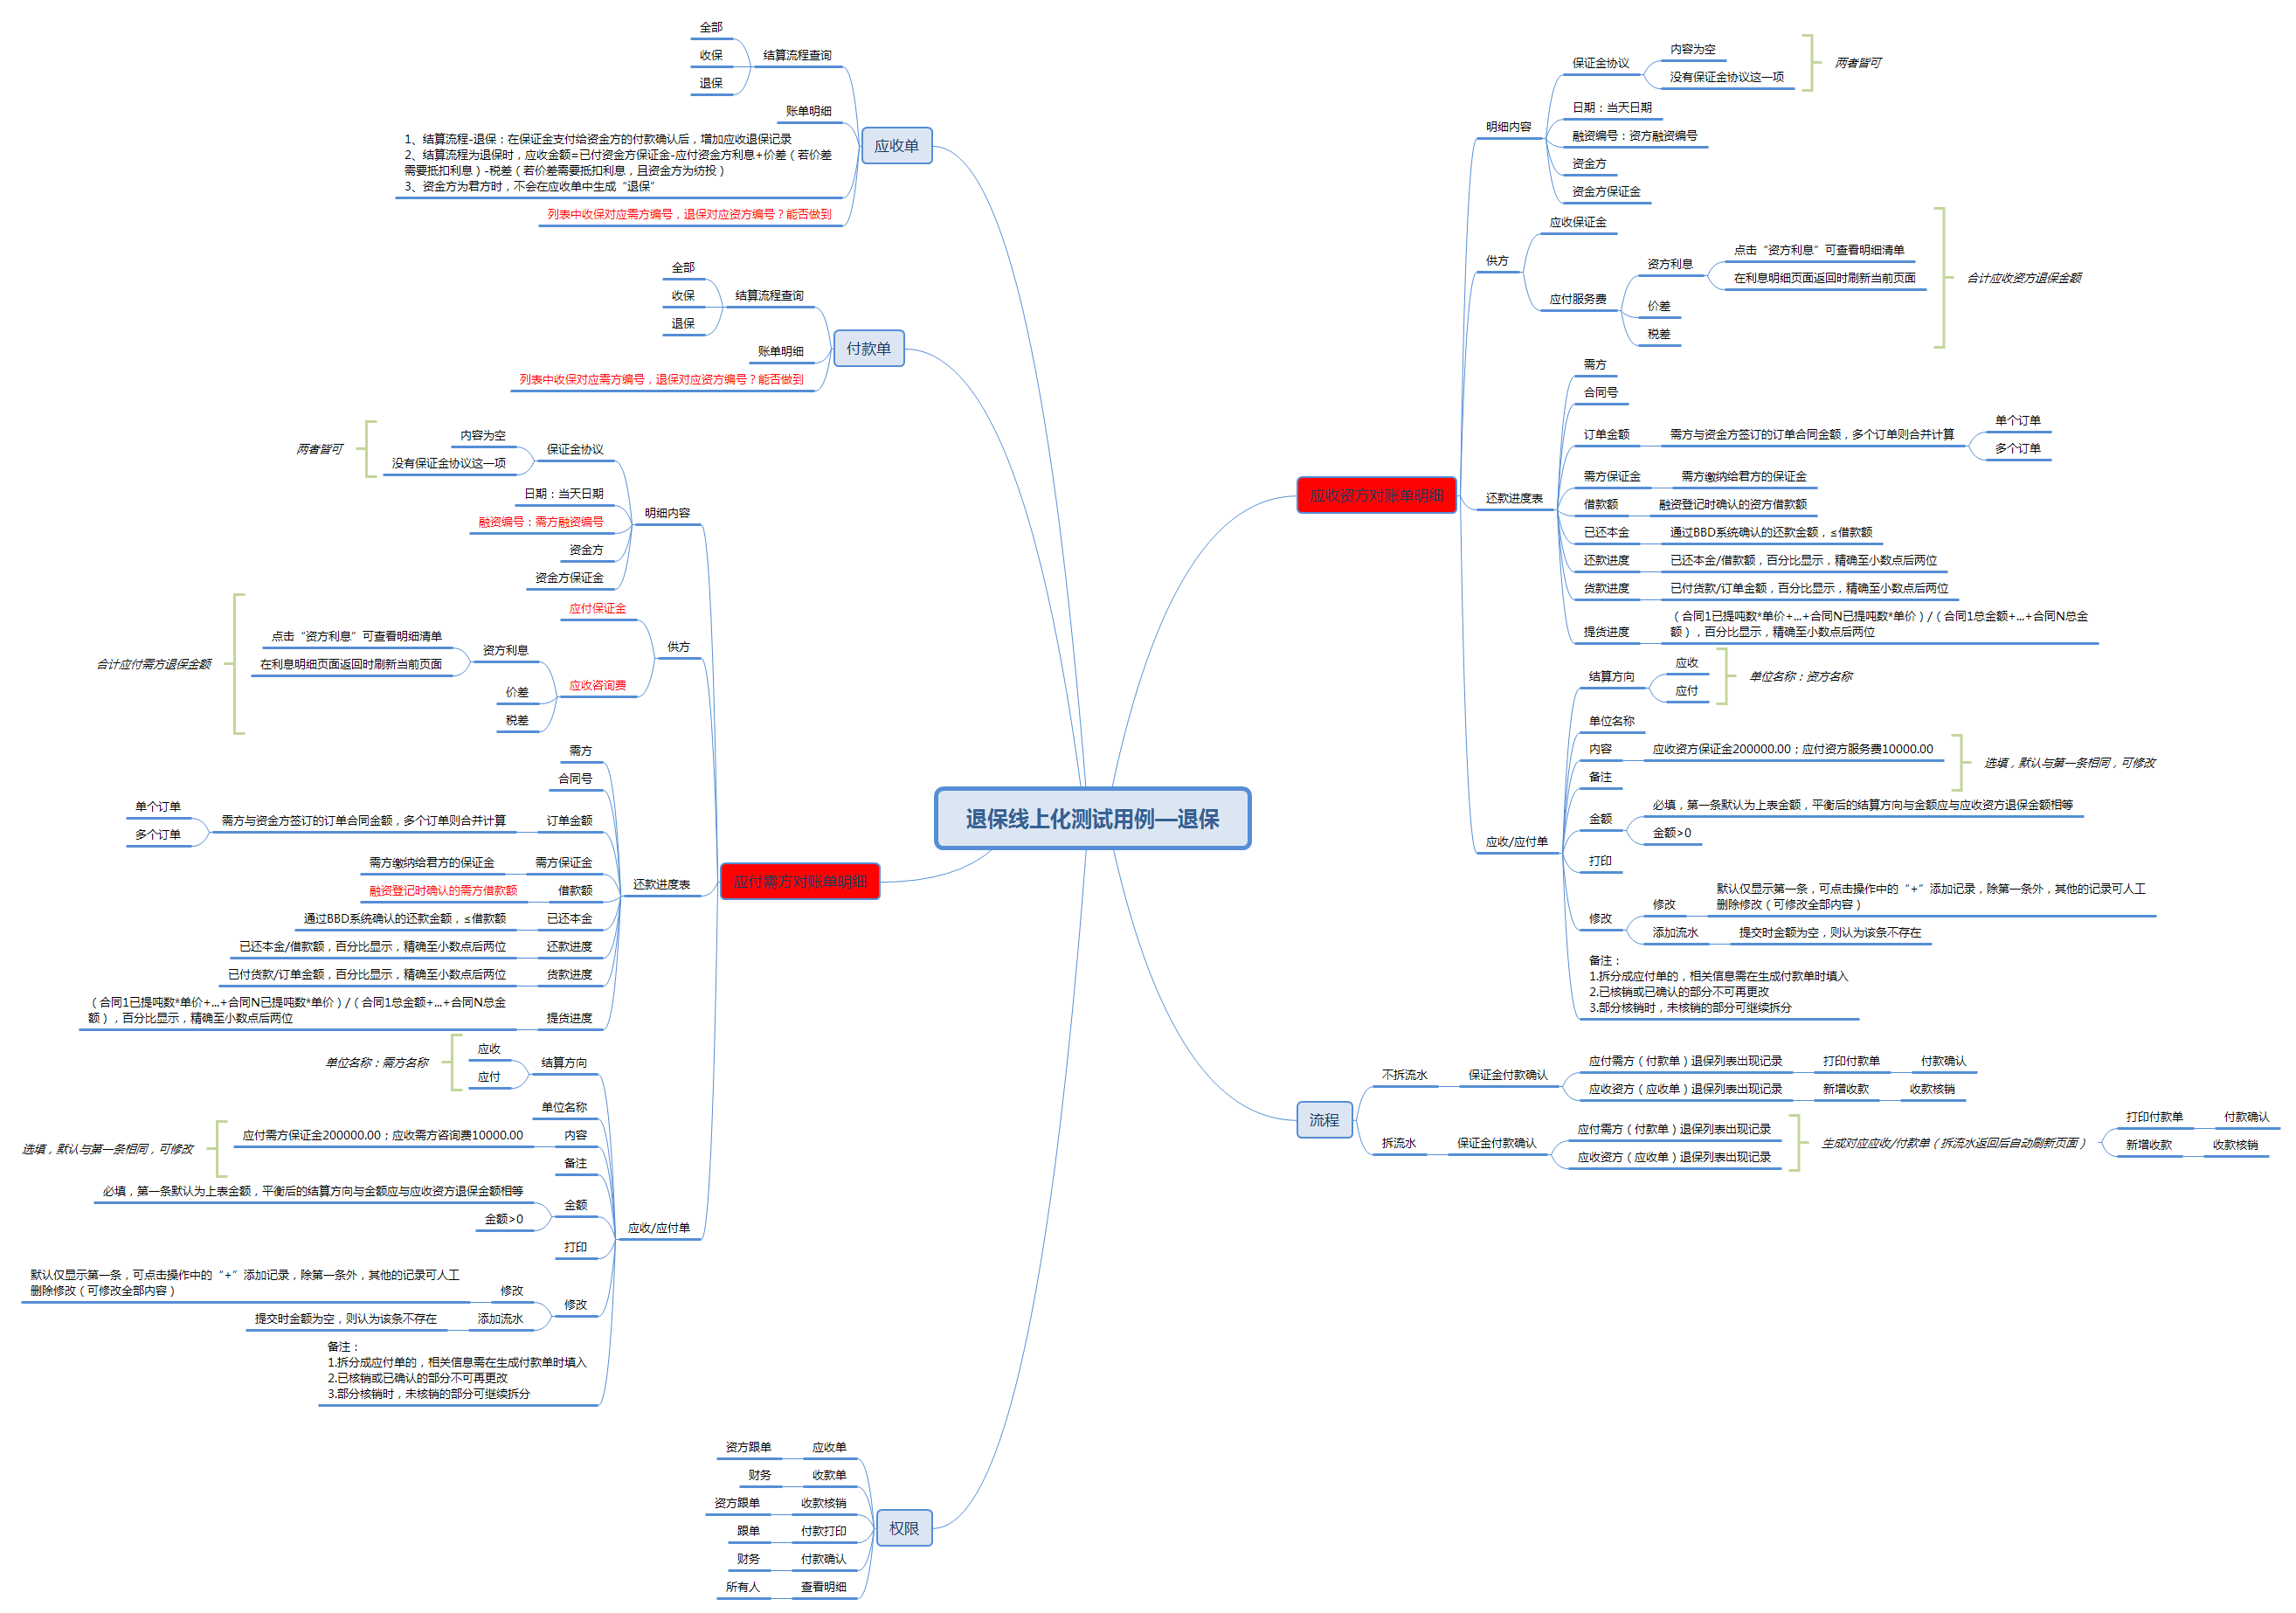 退保线上化测试用例—退保
应收资方对账单明细
明细内容
保证金协议
内容为空
没有保证金协议这一项
两者皆可
日期：当天日期
融资编号：资方融资编号
资金方
资金方保证金
供方
应收保证金
应付服务费
资方利息
点击“资方利息”可查看明细清单
在利息明细页面返回时刷新当前页面
价差
税差
合计应收资方退保金额
还款进度表
需方
合同号
订单金额
需方与资金方签订的订单合同金额，多个订单则合并计算
单个订单
多个订单
需方保证金
需方缴纳给君方的保证金
借款额
融资登记时确认的资方借款额
已还本金
通过BBD系统确认的还款金额，≤借款额
还款进度
已还本金/借款额，百分比显示，精确至小数点后两位
货款进度
已付货款/订单金额，百分比显示，精确至小数点后两位
提货进度
（合同1已提吨数*单价+...+合同N已提吨数*单价）/（合同1总金额+...+合同N总金
额），百分比显示，精确至小数点后两位
应收/应付单
结算方向
应收
应付
单位名称：资方名称
单位名称
内容
应收资方保证金200000.00；应付资方服务费10000.00
备注
选填，默认与第一条相同，可修改
金额
必填，第一条默认为上表金额，平衡后的结算方向与金额应与应收资方退保金额相等
金额>0
打印
修改
修改
默认仅显示第一条，可点击操作中的“+”添加记录，除第一条外，其他的记录可人工
删除修改（可修改全部内容）
添加流水
提交时金额为空，则认为该条不存在
备注：
1.拆分成应付单的，相关信息需在生成付款单时填入
2.已核销或已确认的部分不可再更改
3.部分核销时，未核销的部分可继续拆分
流程
不拆流水
保证金付款确认
应付需方（付款单）退保列表出现记录
打印付款单
付款确认
应收资方（应收单）退保列表出现记录
新增收款
收款核销
拆流水
保证金付款确认
应付需方（付款单）退保列表出现记录
应收资方（应收单）退保列表出现记录
生成对应应收/付款单（拆流水返回后自动刷新页面）
打印付款单
付款确认
新增收款
收款核销
应收单
结算流程查询
全部
收保
退保
账单明细
1、结算流程-退保：在保证金支付给资金方的付款确认后，增加应收退保记录
2、结算流程为退保时，应收金额=已付资金方保证金-应付资金方利息+价差（若价差
需要抵扣利息）-税差（若价差需要抵扣利息，且资金方为纺投）
3、资金方为君方时，不会在应收单中生成“退保”
列表中收保对应需方编号，退保对应资方编号？能否做到
付款单
结算流程查询
全部
收保
退保
账单明细
列表中收保对应需方编号，退保对应资方编号？能否做到
应付需方对账单明细
明细内容
保证金协议
内容为空
没有保证金协议这一项
两者皆可
日期：当天日期
融资编号：需方融资编号
资金方
资金方保证金
供方
应付保证金
应收咨询费
资方利息
点击“资方利息”可查看明细清单
在利息明细页面返回时刷新当前页面
价差
税差
合计应付需方退保金额
还款进度表
需方
合同号
订单金额
需方与资金方签订的订单合同金额，多个订单则合并计算
单个订单
多个订单
需方保证金
需方缴纳给君方的保证金
借款额
融资登记时确认的需方借款额
已还本金
通过BBD系统确认的还款金额，≤借款额
还款进度
已还本金/借款额，百分比显示，精确至小数点后两位
货款进度
已付货款/订单金额，百分比显示，精确至小数点后两位
提货进度
（合同1已提吨数*单价+...+合同N已提吨数*单价）/（合同1总金额+...+合同N总金
额），百分比显示，精确至小数点后两位
应收/应付单
结算方向
应收
应付
单位名称：需方名称
单位名称
内容
应付需方保证金200000.00；应收需方咨询费10000.00
备注
选填，默认与第一条相同，可修改
金额
必填，第一条默认为上表金额，平衡后的结算方向与金额应与应收资方退保金额相等
金额>0
打印
修改
修改
默认仅显示第一条，可点击操作中的“+”添加记录，除第一条外，其他的记录可人工
删除修改（可修改全部内容）
添加流水
提交时金额为空，则认为该条不存在
备注：
1.拆分成应付单的，相关信息需在生成付款单时填入
2.已核销或已确认的部分不可再更改
3.部分核销时，未核销的部分可继续拆分
权限
应收单
资方跟单
收款单
财务
收款核销
资方跟单
付款打印
跟单
付款确认
财务
查看明细
所有人